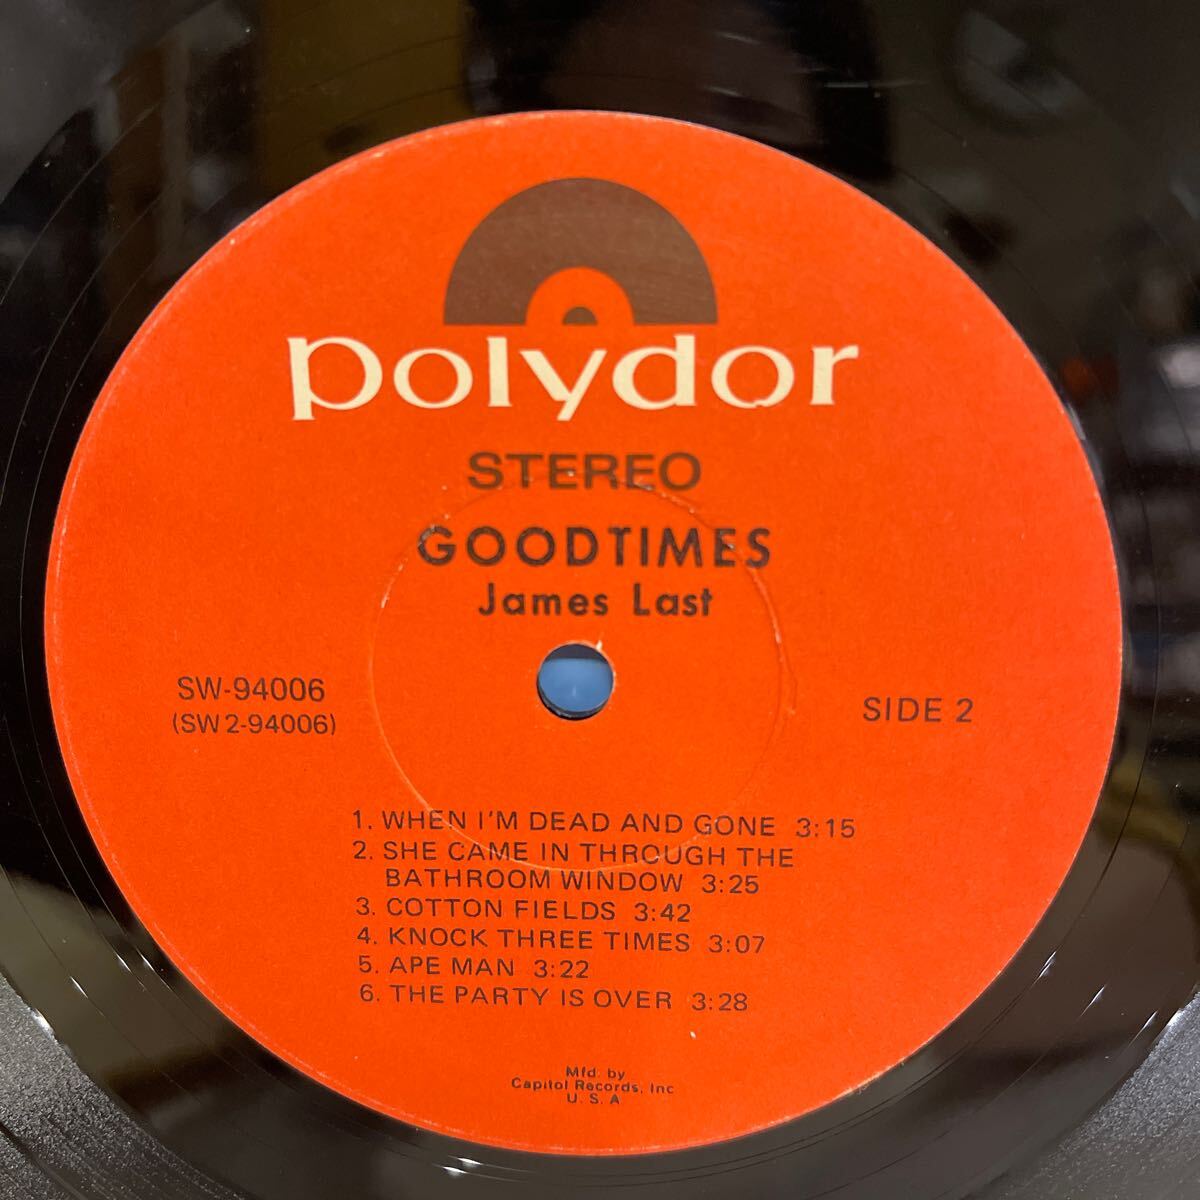 polydor
STEREO
GOODTIMES
James Last
SW-94006
(SW2-94006)
SIDE 2
1. WHEN I'M DEAD AND GONE 3:15
2. SHE CAME IN THROUGH THE
BATHROOM WINDOW 3:25
3. COTTON FIELDS 3:42
4. KNOCK THREE TIMES 3:07
5. APE MAN 3:22
6. THE PARTY IS OVER 3:28
Mfd. by
Capitol Records, Inc
U. S. A